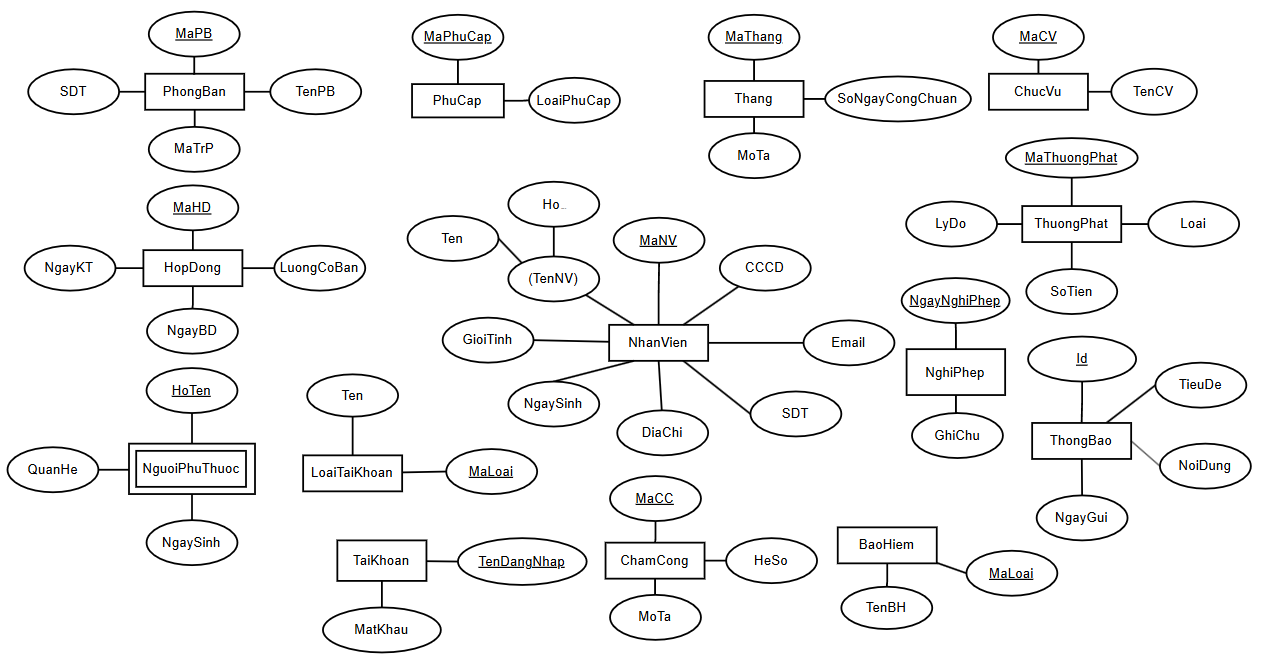 MaPB
SDT
PhongBan
TenPB
MaTrP
MaPhuCap
PhuCap
LoaiPhuCap
MaThang
Thang
SoNgayCongChuan
MoTa
MaCV
ChucVu
TenCV
MaHD
NgayKT
HopDong
LuongCoBan
NgayBD
Ten
Ho...
(TenNV)
MaNV
CCCD
GioiTinh
NhanVien
Email
NgaySinh
DiaChi
SDT
MaThuongPhat
LyDo
ThuongPhat
Loai
SoTien
NgayNghiPhep
NghiPhep
GhiChu
Id
TieuDe
ThongBao
NoiDung
NgayGui
HoTen
QuanHe
NguoiPhuThuoc
NgaySinh
Ten
LoaiTaiKhoan
MaLoai
TaiKhoan
TenDangNhap
MatKhau
MaCC
ChamCong
HeSo
MoTa
BaoHiem
MaLoai
TenBH